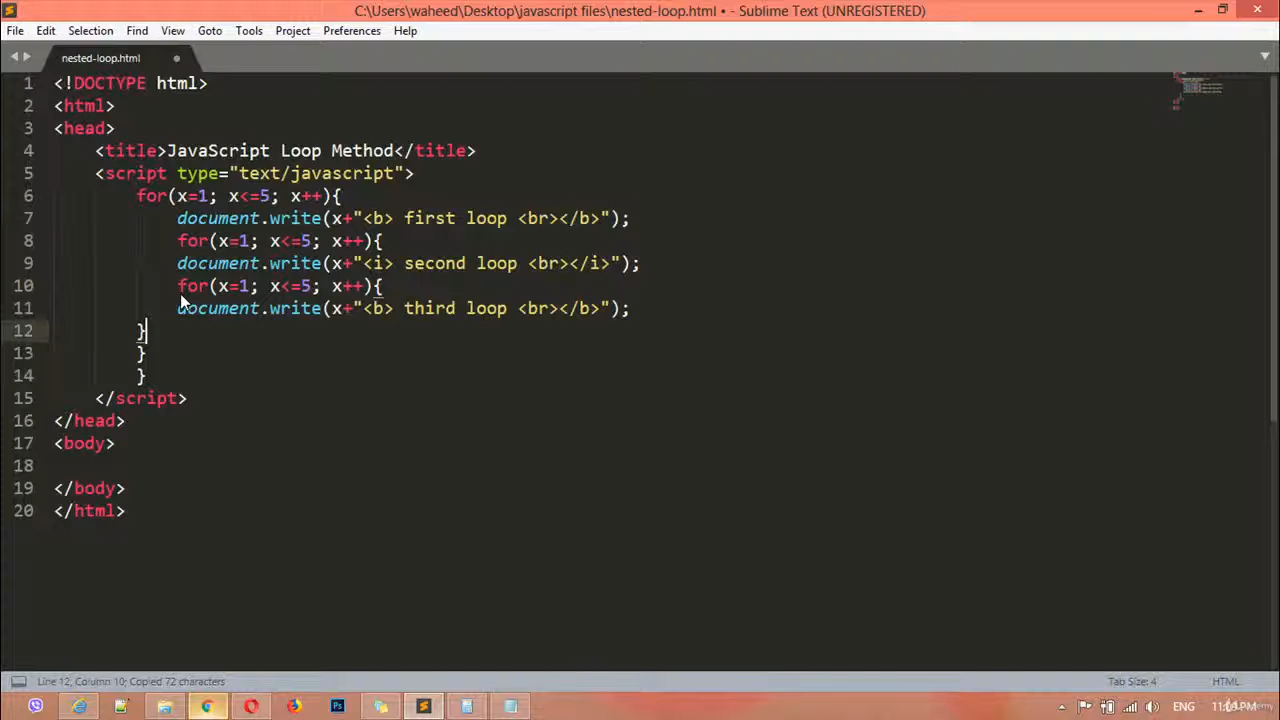 C:\Users\waheed\Desktop\javascript files\nested-loop.html • - Sublime Text (UNREGISTERED)
File Edit Selection Find View Goto Tools Project Preferences Help
nested-loop.html
1 <!DOCTYPE html>
2 <html>
3 <head>
4 <title>JavaScript Loop Method</title>
5 <script type="text/javascript">
6 for(x=1; x<=5; x++){
7 document.write(x+"<b> first loop <br></b>");
8 for(x=1; x<=5; x++){
9 document.write(x+"<i> second loop <br></i>");
10 for(x=1; x<=5; x++){
11 document.write(x+"<b> third loop <br></b>");
12 }
13 }
14 }
15 </script>
16 </head>
17 <body>
18
19 </body>
20 </html>
Line 12, Column 10; Copied 72 characters
Tab Size: 4 HTML
Ps ENG